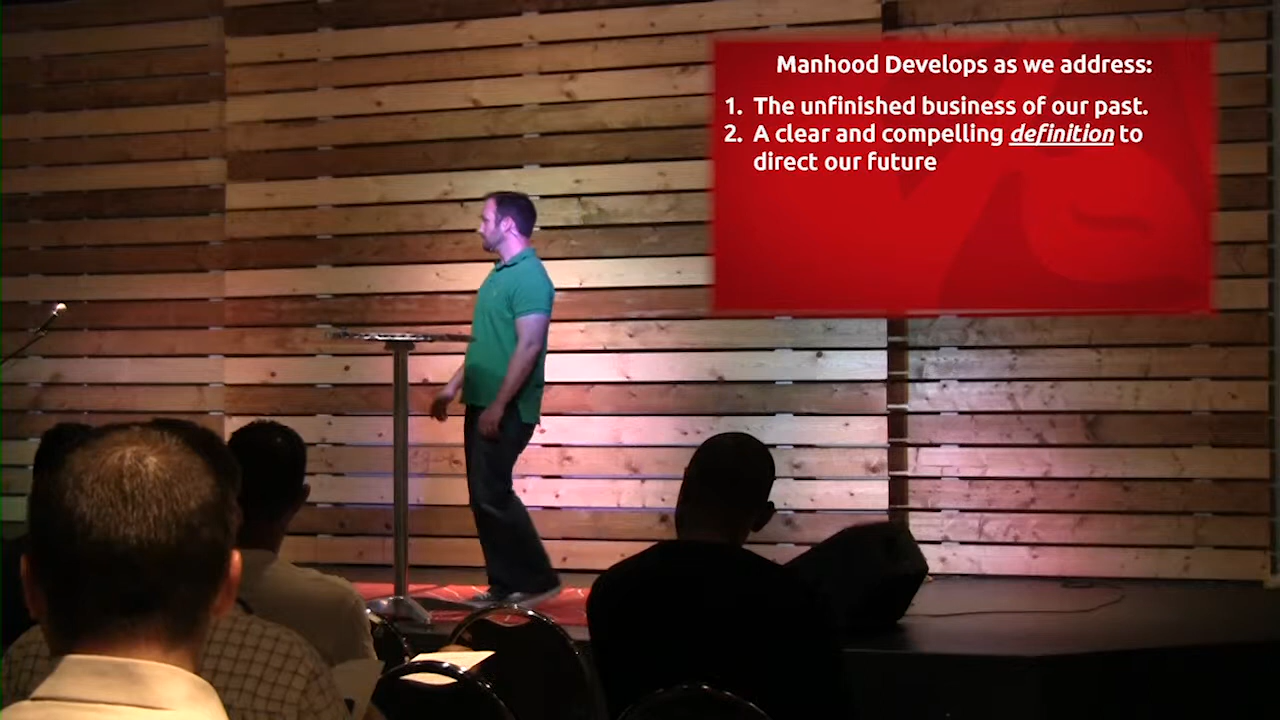 Manhood Develops as we address:
1. The unfinished business of our past.
2. A clear and compelling definition to
direct our future